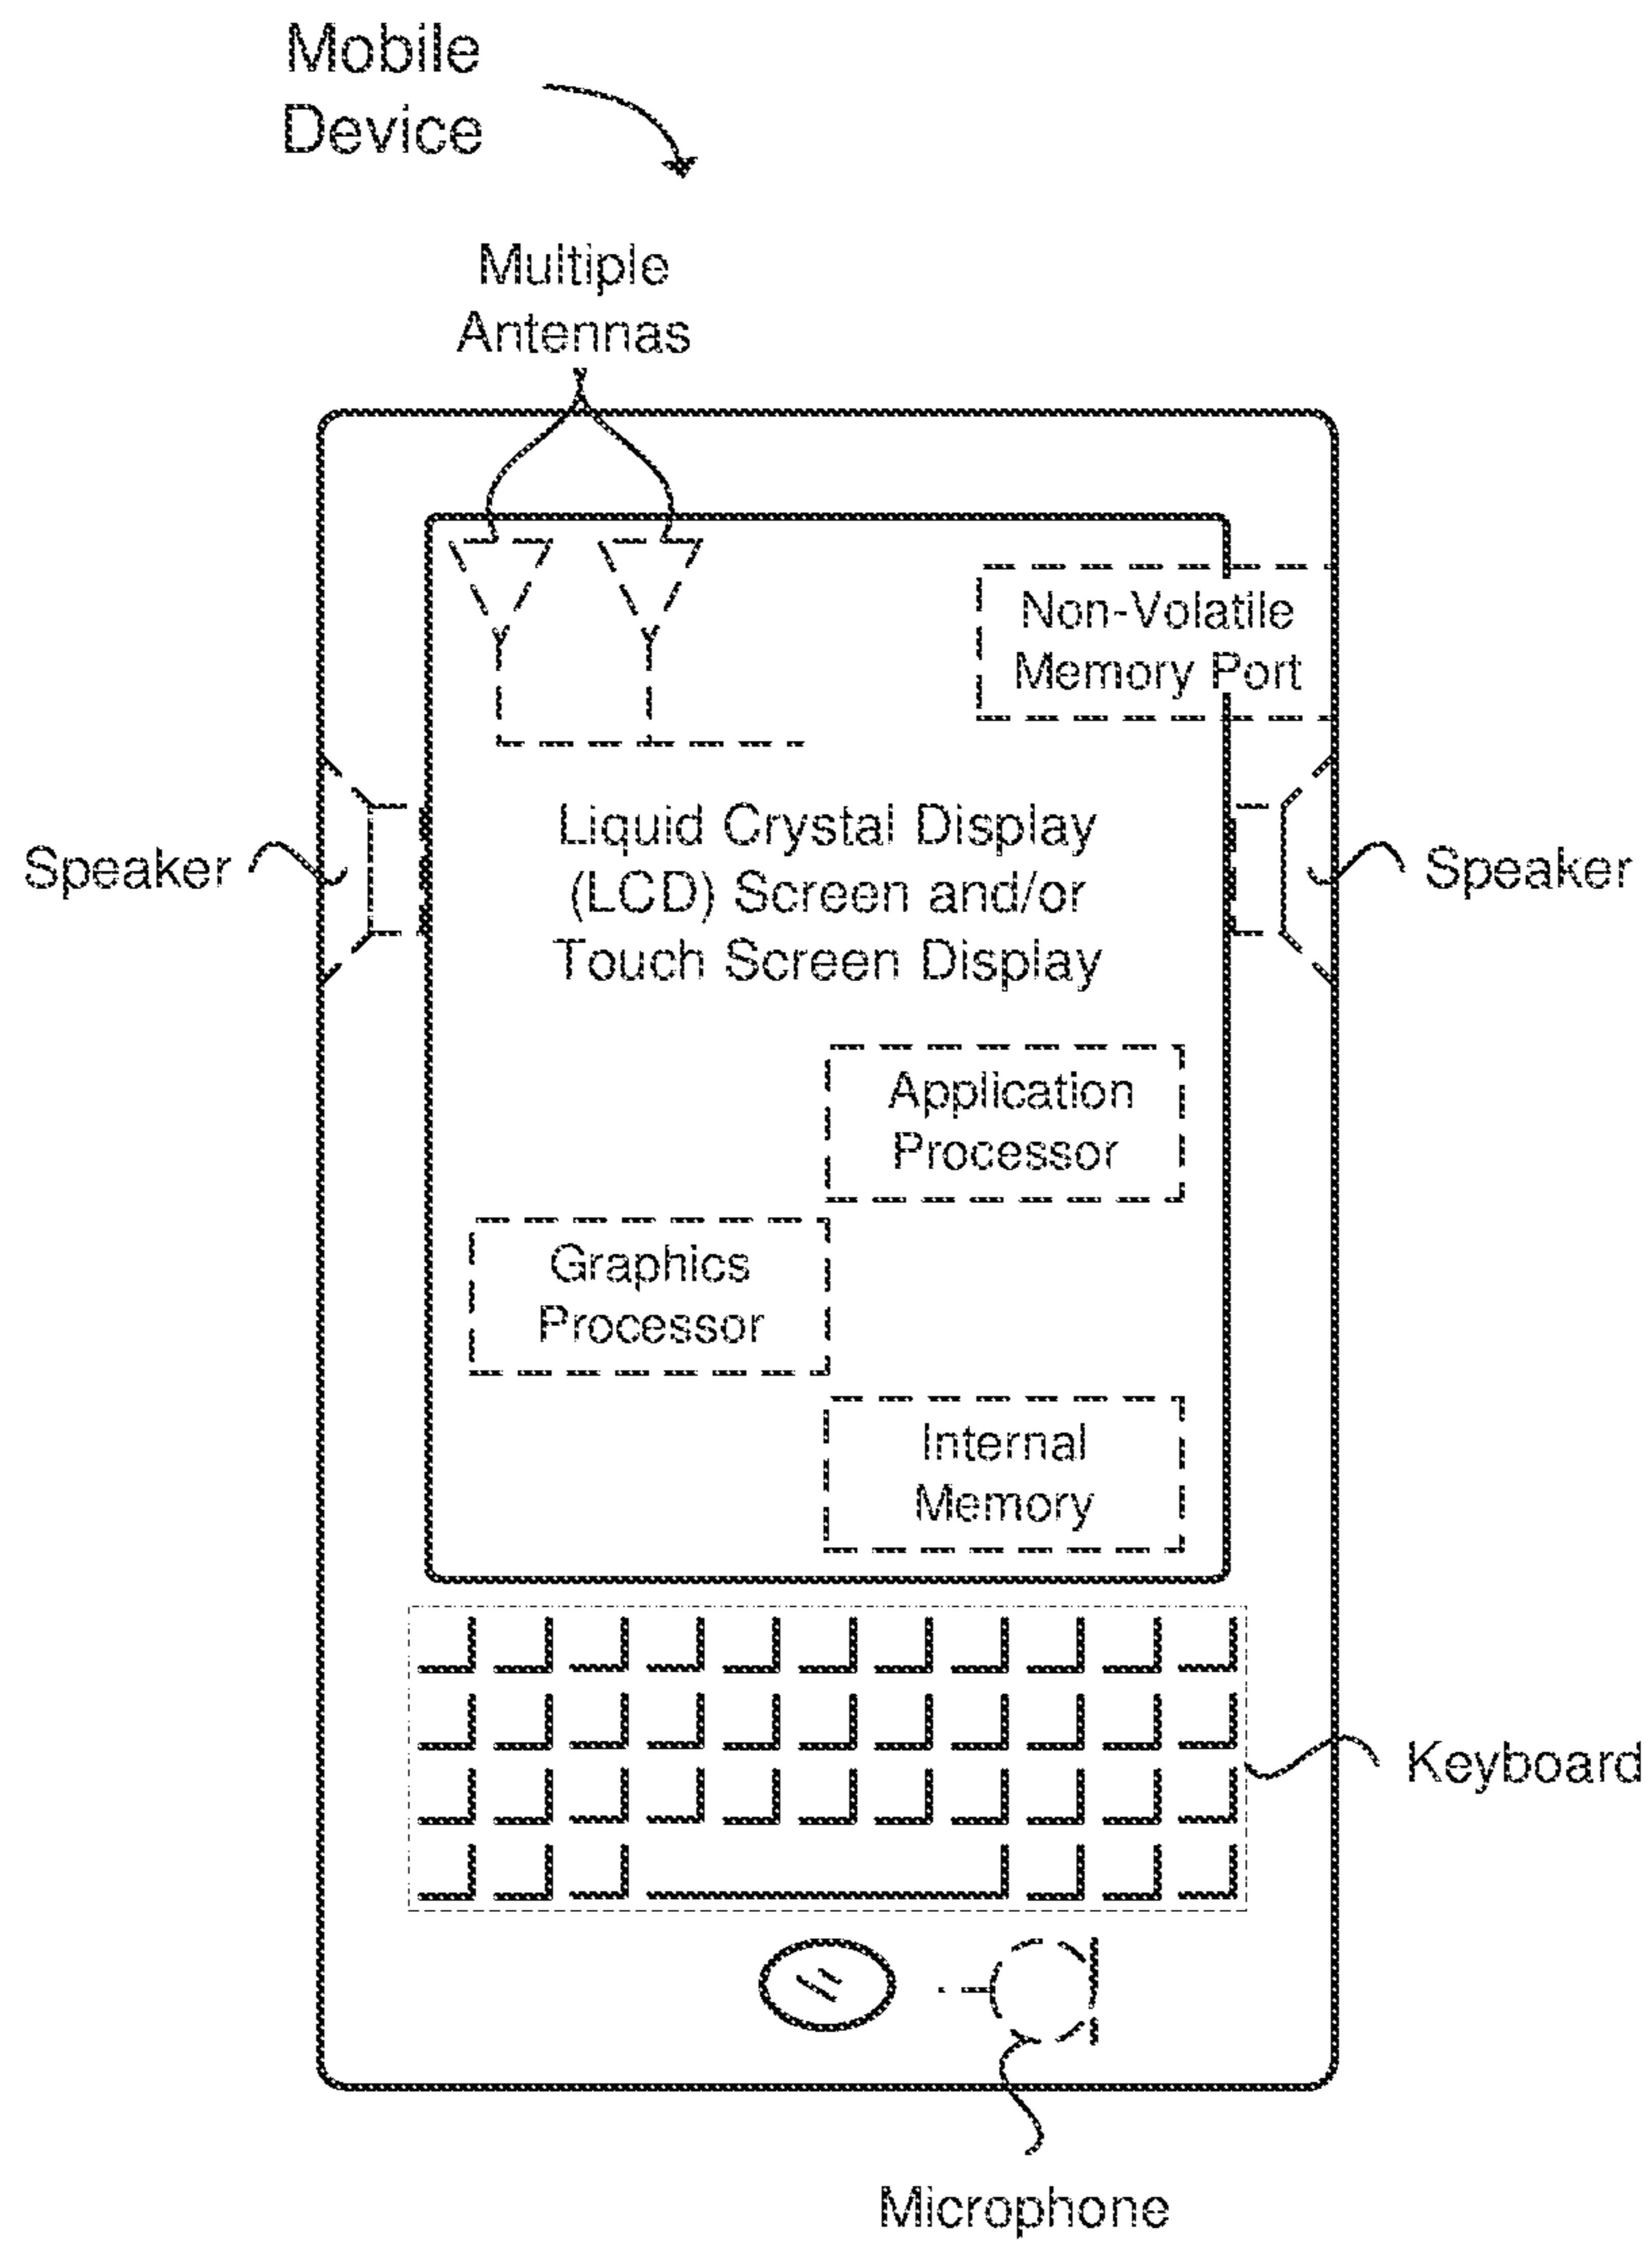 Mobile
Device
Multiple
Antennas
Non-Volatile
Memory Port
Speaker
Liquid Crystal Display
(LCD) Screen and/or
Touch Screen Display
Speaker
Application
Processor
Graphics
Processor
Internal
Memory
Keyboard
Microphone